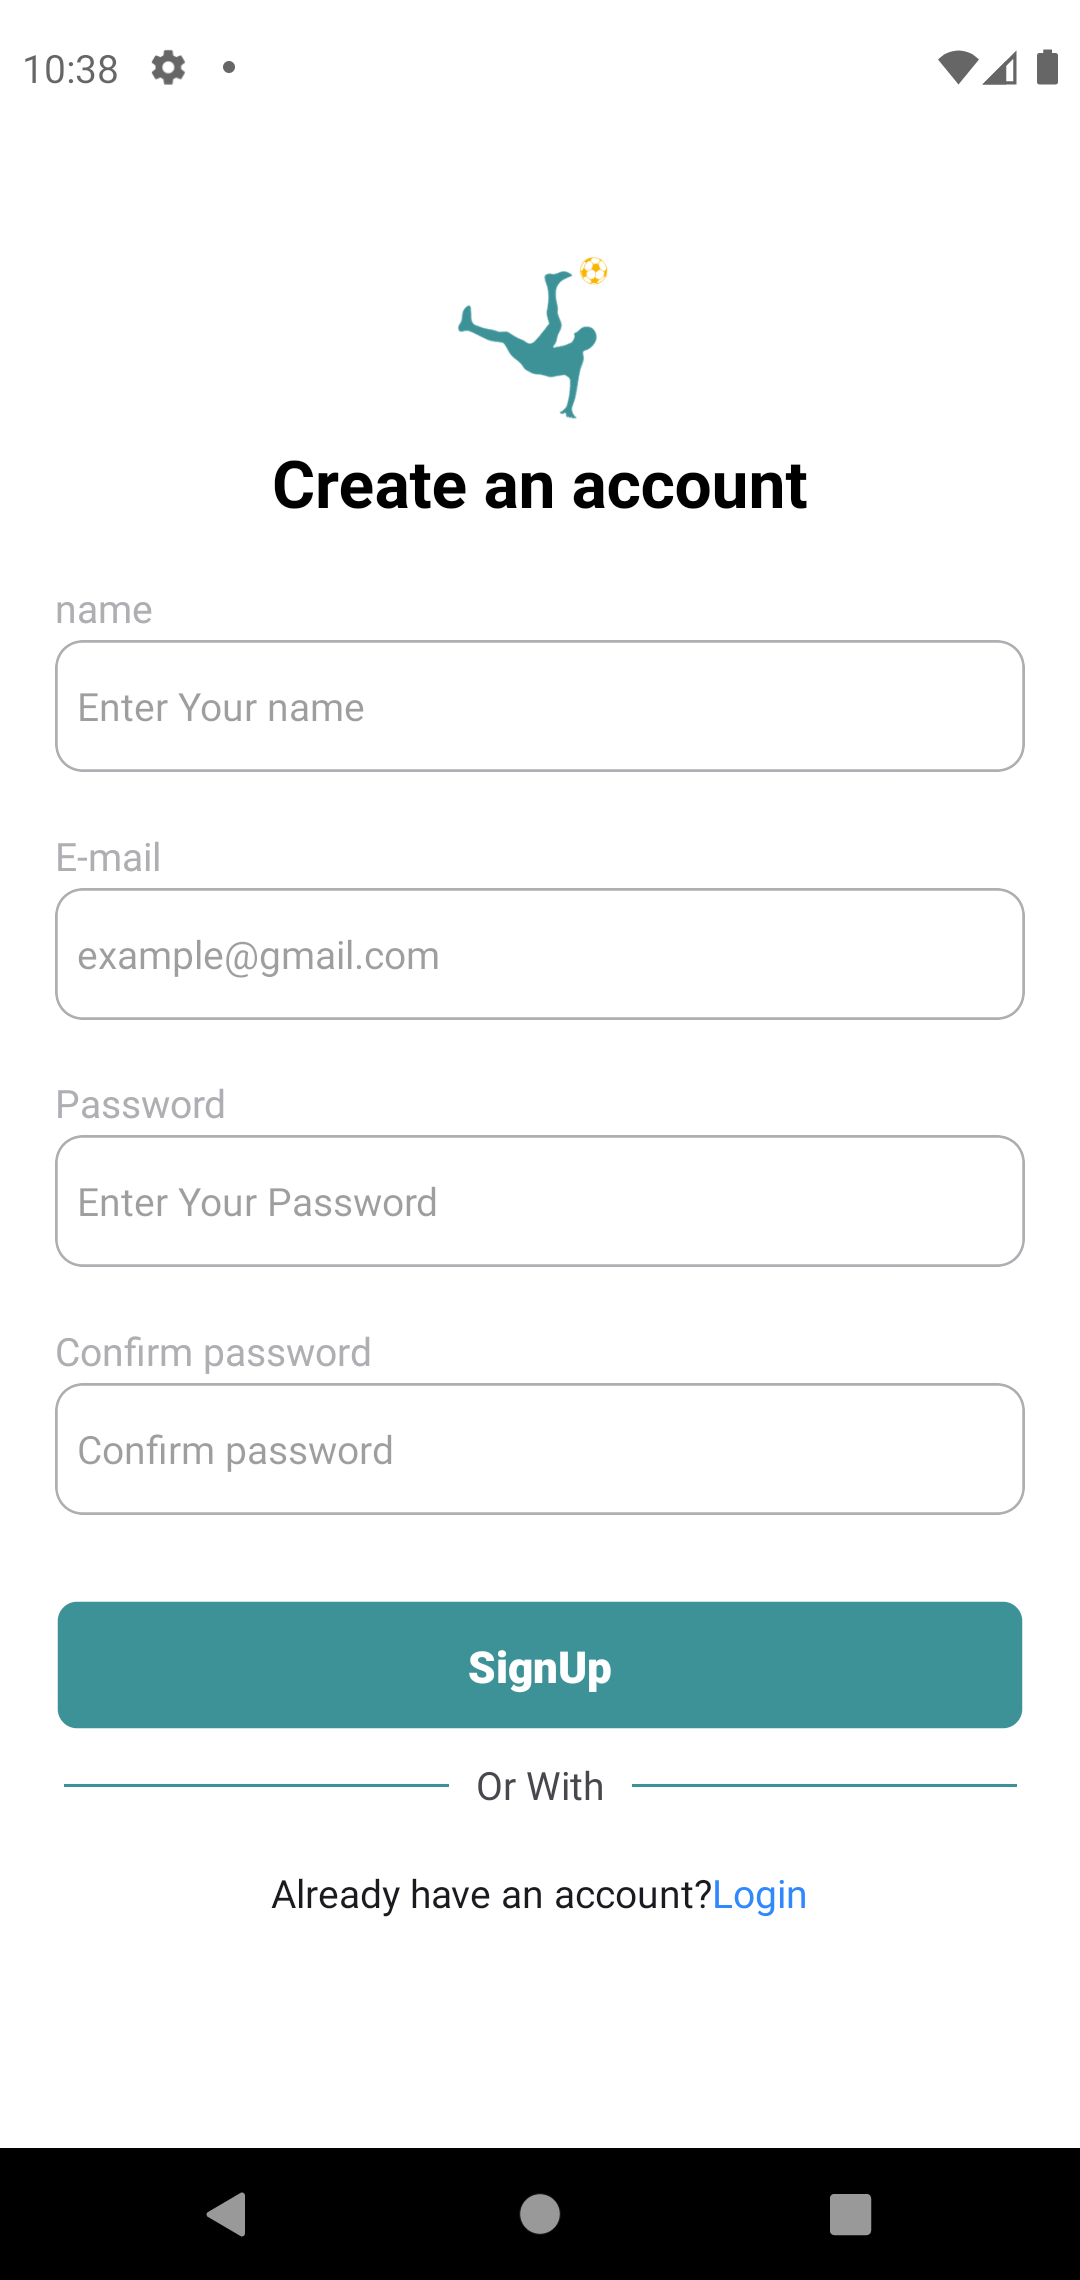 10:38
Create an account
name
Enter Your name
E-mail
example@gmail.com
Password
Enter Your Password
Confirm password
Confirm password
SignUp
Or With
Already have an account?Login